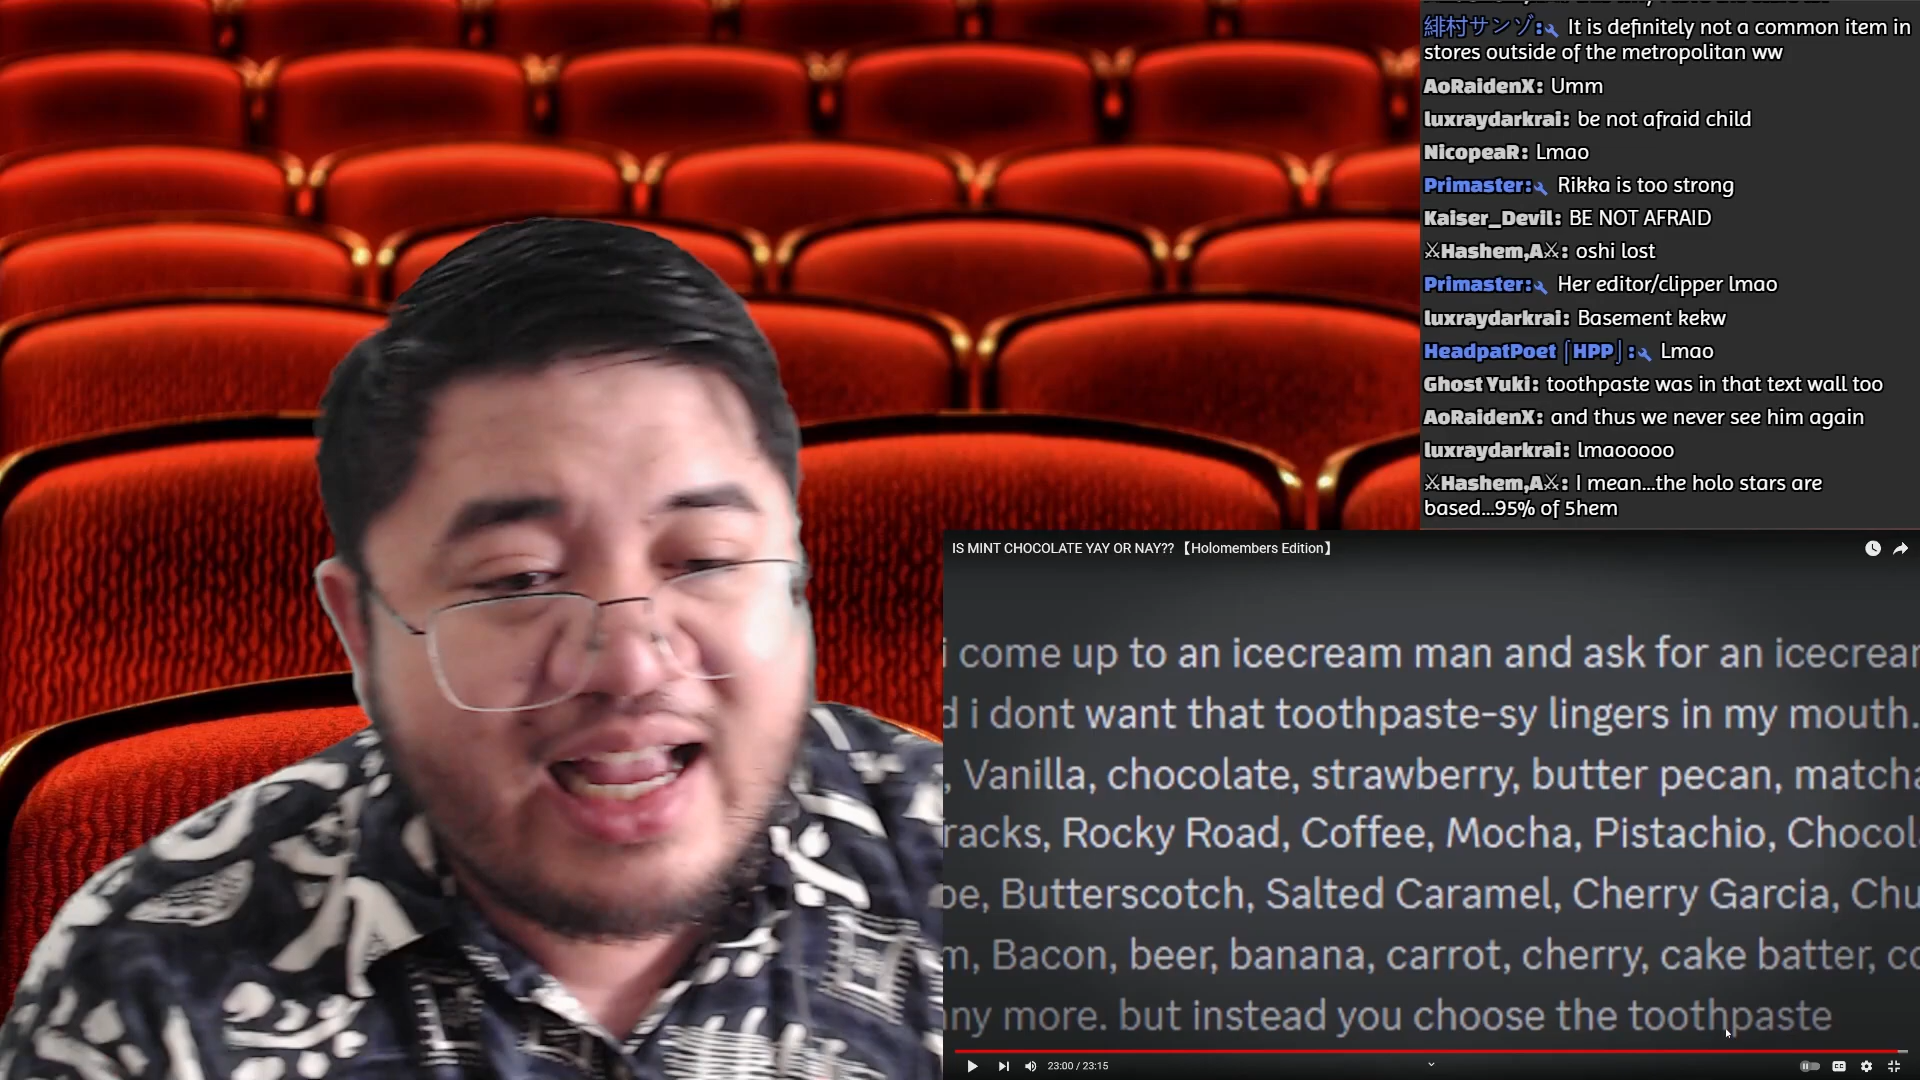 緋村サンゾ: It is definitely not a common item in
stores outside of the metropolitan ww
AoRaidenX: Umm
luxraydarkrai: be not afraid child
NicopeaR: Lmao
Primaster: Rikka is too strong
Kaiser_Devil: BE NOT AFRAID
⚔Hashem,A⚔: oshi lost
Primaster: Her editor/clipper lmao
luxraydarkrai: Basement kekw
HeadpatPoet ⌈HPP⌋: Lmao
Ghost Yuki: toothpaste was in that text wall too
AoRaidenX: and thus we never see him again
luxraydarkrai: lmaooooo
⚔Hashem,A⚔: I mean...the holo stars are
based...95% of 5hem
IS MINT CHOCOLATE YAY OR NAY?? 【Holomembers Edition】
i come up to an icecream man and ask for an icecrear
d i dont want that toothpaste-sy lingers in my mouth.
, Vanilla, chocolate, strawberry, butter pecan, matcha
racks, Rocky Road, Coffee, Mocha, Pistachio, Chocol
pe, Butterscotch, Salted Caramel, Cherry Garcia, Chu
m, Bacon, beer, banana, carrot, cherry, cake batter, co
ny more. but instead you choose the toothpaste
23:00 / 23:15